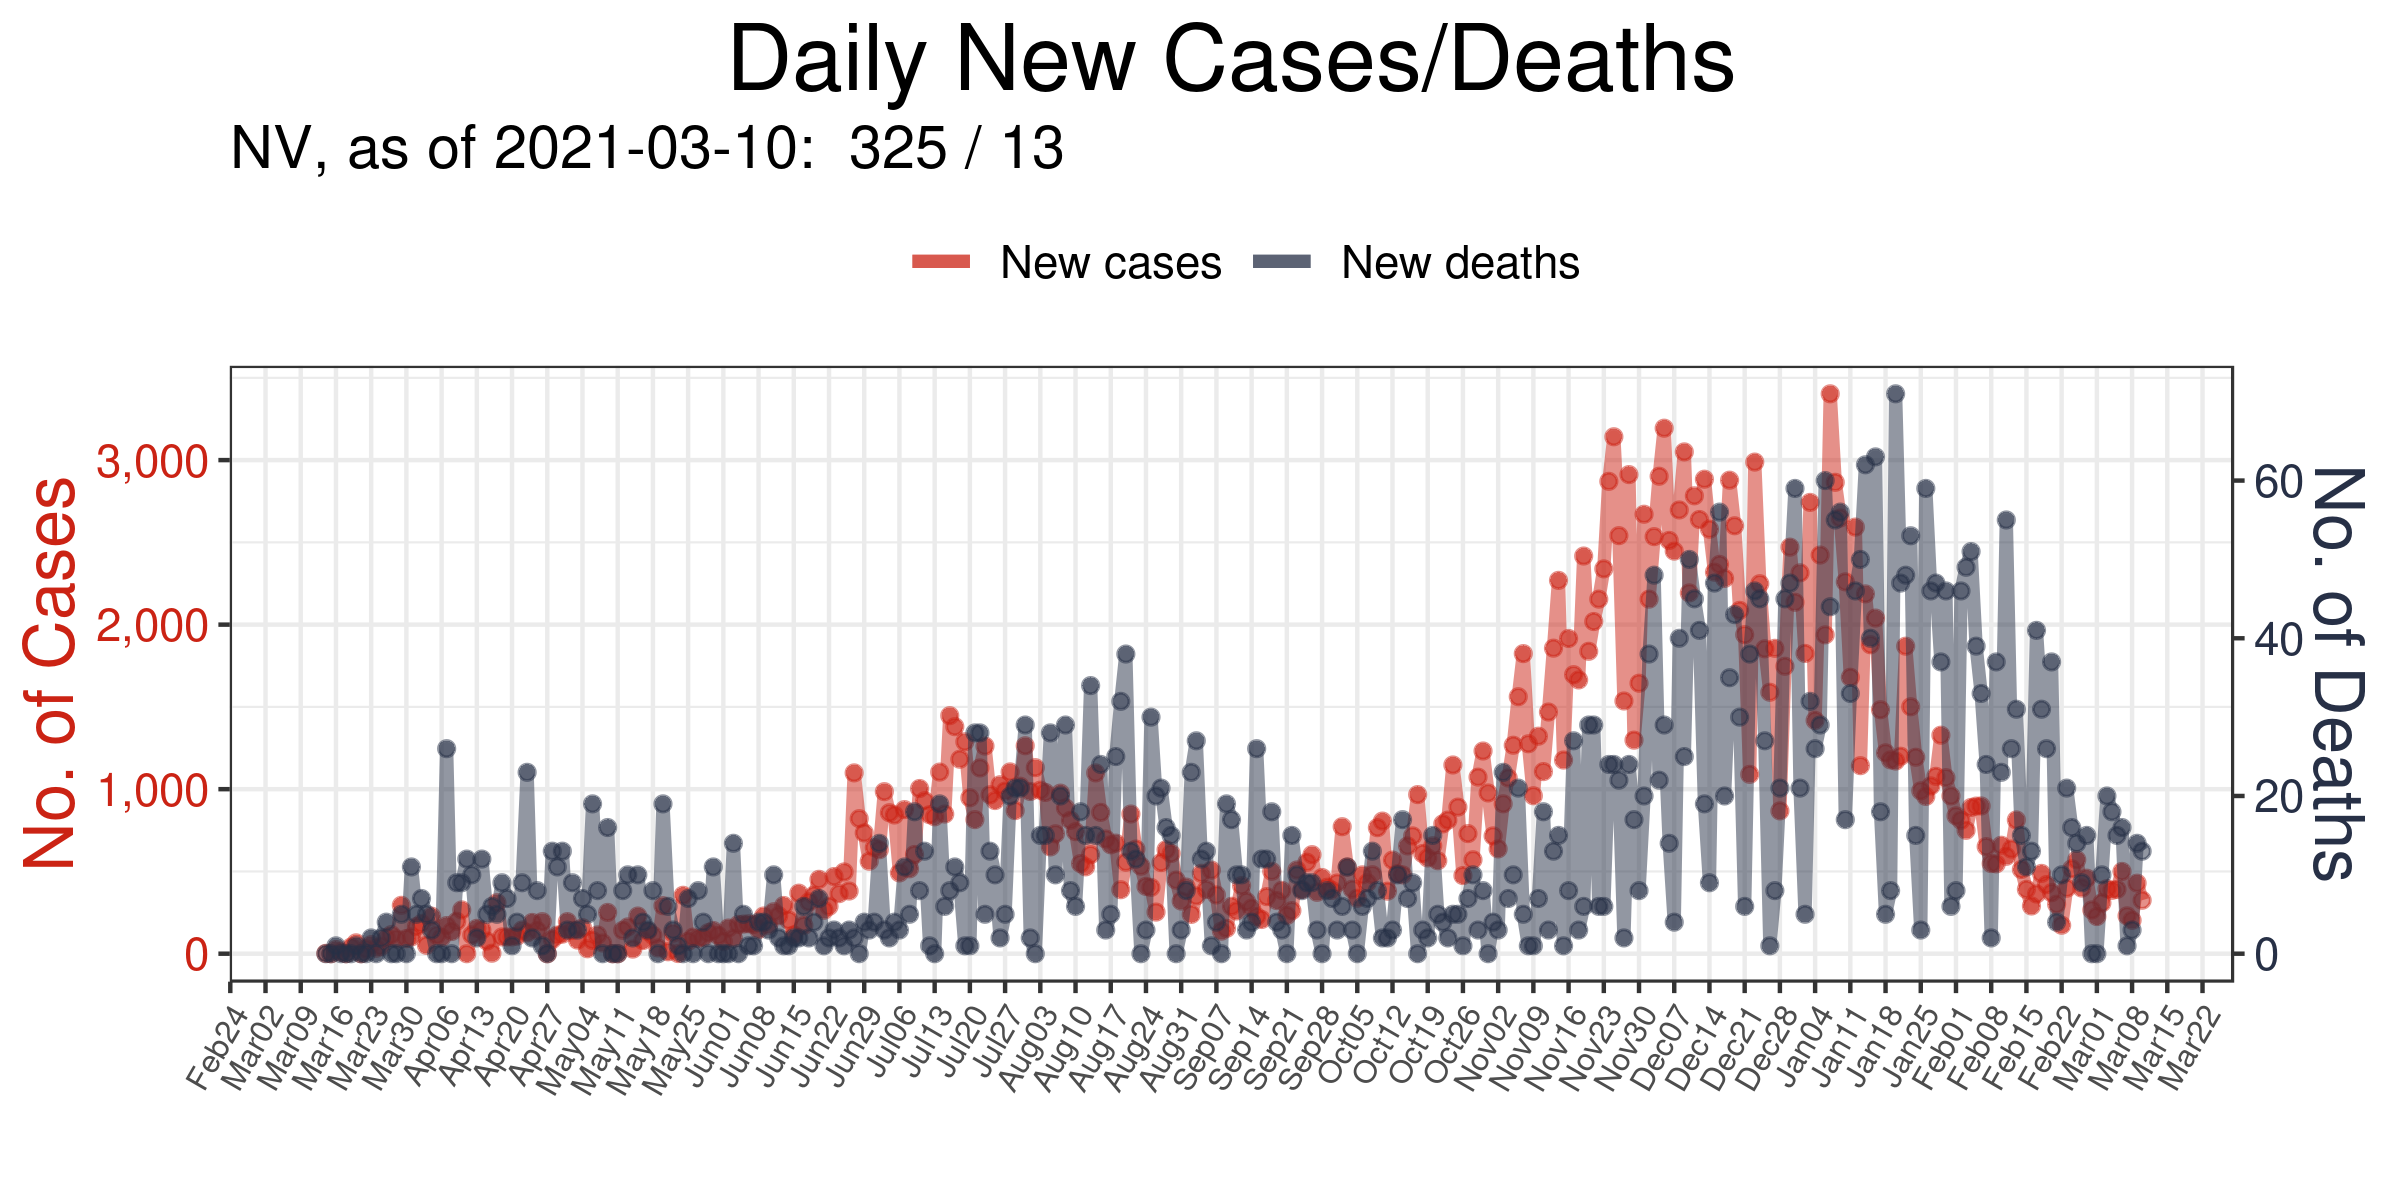 Daily New Cases/Deaths
NV, as of 2021-03-10:  325 / 13
New cases
New deaths
No. of Cases
3,000
2,000
1,000
0
60
40
20
0
No. of Deaths
Feb24
Mar02
Mar09
Mar16
Mar23
Mar30
Apr06
Apr13
Apr20
Apr27
May04
May11
May18
May25
Jun01
Jun08
Jun15
Jun22
Jun29
Jul06
Jul13
Jul20
Jul27
Aug03
Aug10
Aug17
Aug24
Aug31
Sep07
Sep14
Sep21
Sep28
Oct05
Oct12
Oct19
Oct26
Nov02
Nov09
Nov16
Nov23
Nov30
Dec07
Dec14
Dec21
Dec28
Jan04
Jan11
Jan18
Jan25
Feb01
Feb08
Feb15
Feb22
Mar01
Mar08
Mar15
Mar22